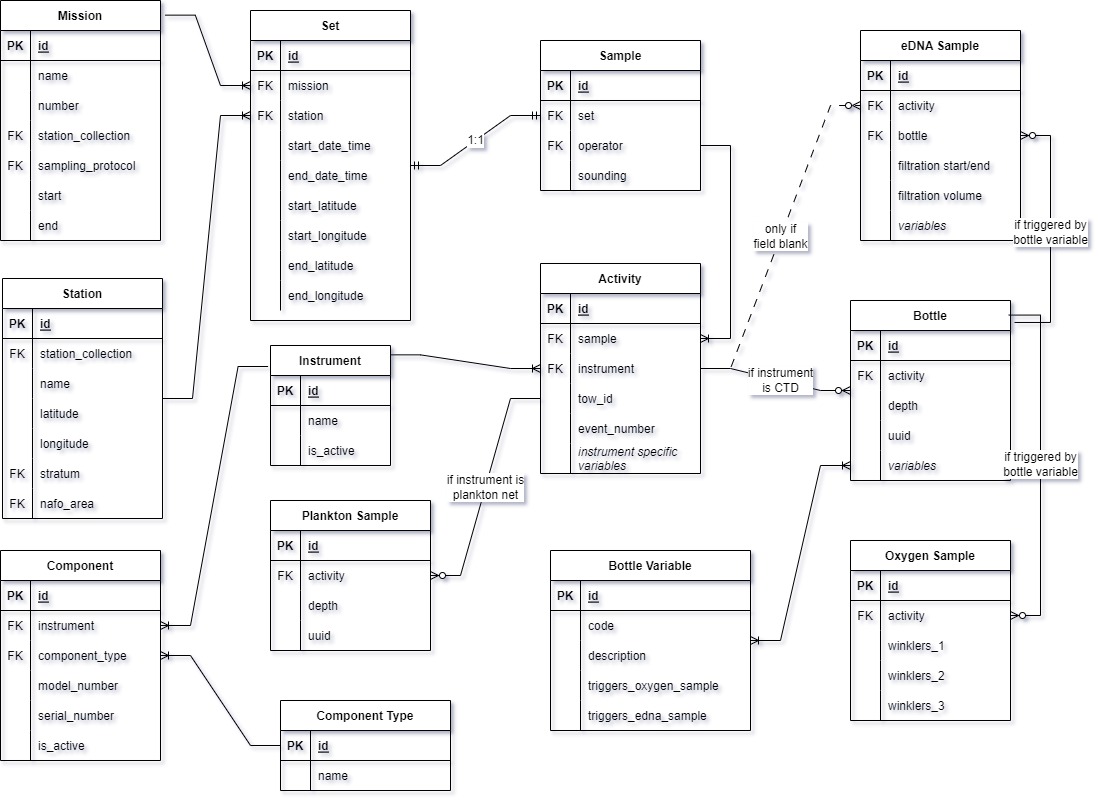 Mission
PK id
name
number
FK station_collection
FK sampling_protocol
start
end
Set
PK id
FK mission
FK station
start_date_time
end_date_time
start_latitude
start_longitude
end_latitude
end_longitude
1:1
Sample
PK id
FK set
FK operator
sounding
eDNA Sample
PK id
FK activity
FK bottle
filtration start/end
filtration volume
variables
only if
field blank
if triggered by
bottle variable
Station
PK id
FK station_collection
name
latitude
longitude
FK stratum
FK nafo_area
Instrument
PK id
name
is_active
Activity
PK id
FK sample
FK instrument
tow_id
event_number
instrument specific
variables
if instrument
is CTD
Bottle
PK id
FK activity
depth
uuid
variables
if triggered by
bottle variable
if instrument is
plankton net
Plankton Sample
PK id
FK activity
depth
uuid
Component
PK id
FK instrument
FK component_type
model_number
serial_number
is_active
Component Type
PK id
name
Bottle Variable
PK id
code
description
triggers_oxygen_sample
triggers_edna_sample
Oxygen Sample
PK id
FK activity
winklers_1
winklers_2
winklers_3